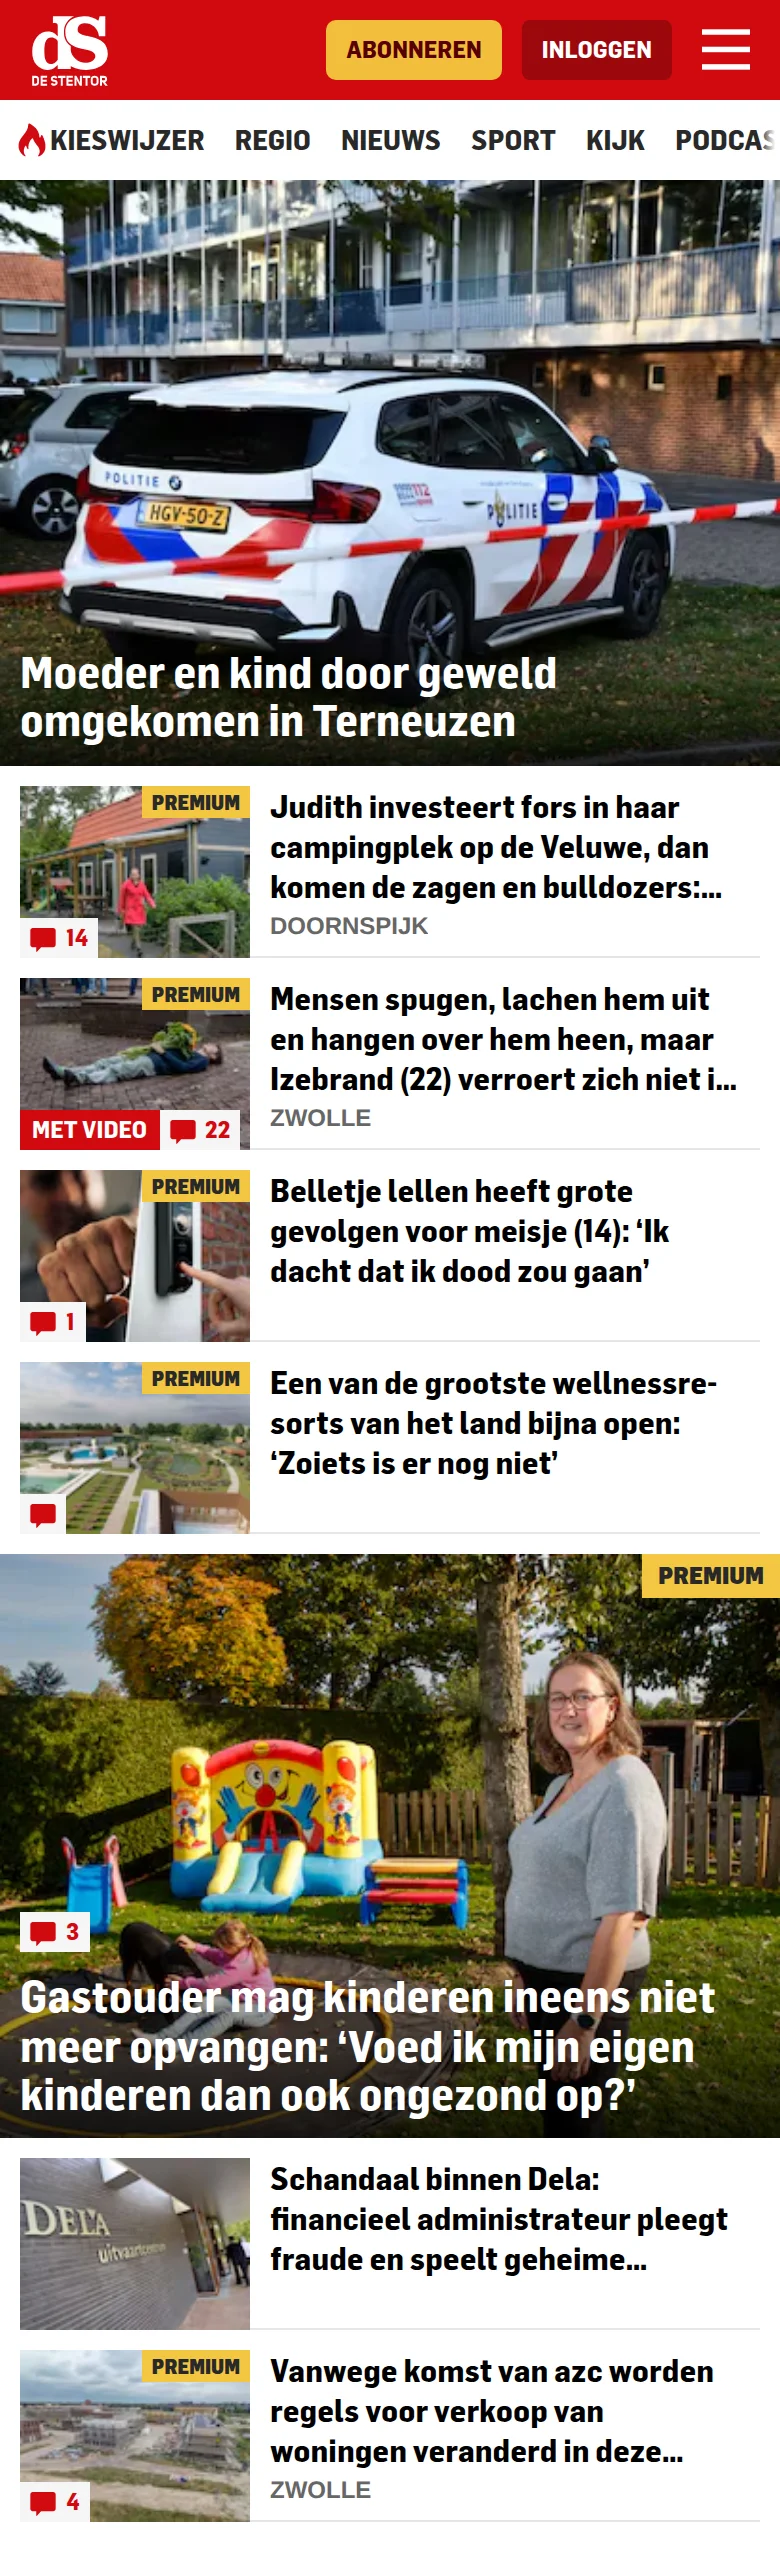 dS
DE STENTOR
ABONNEREN
INLOGGEN
KIESWIJZER REGIO NIEUWS SPORT KIJK PODCAS
POLITIE
HGV-50-Z
112
POLITIE
Moeder en kind door geweld
omgekomen in Terneuzen
PREMIUM
14
Judith investeert fors in haar
campingplek op de Veluwe, dan
komen de zagen en bulldozers:...
DOORNSPIJK
PREMIUM
MET VIDEO 22
Mensen spugen, lachen hem uit
en hangen over hem heen, maar
Izebrand (22) verroert zich niet i...
ZWOLLE
PREMIUM
1
Belletje lellen heeft grote
gevolgen voor meisje (14): ‘Ik
dacht dat ik dood zou gaan’
PREMIUM
Een van de grootste wellnessre-
sorts van het land bijna open:
‘Zoiets is er nog niet’
PREMIUM
3
Gastouder mag kinderen ineens niet
meer opvangen: ‘Voed ik mijn eigen
kinderen dan ook ongezond op?’
DELA
uitvaartcentrum
Schandaal binnen Dela:
financieel administrateur pleegt
fraude en speelt geheime...
PREMIUM
4
Vanwege komst van azc worden
regels voor verkoop van
woningen veranderd in deze...
ZWOLLE